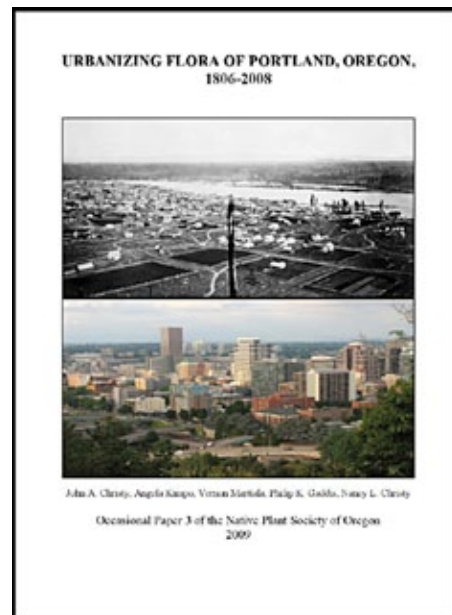 URBANIZING FLORA OF PORTLAND, OREGON,
1806-2008
John A. Christy, Angela Kimpo, Vernon Marttala, Philip K. Gaddis, Nancy L. Christy
Occasional Paper 3 of the Native Plant Society of Oregon
2009